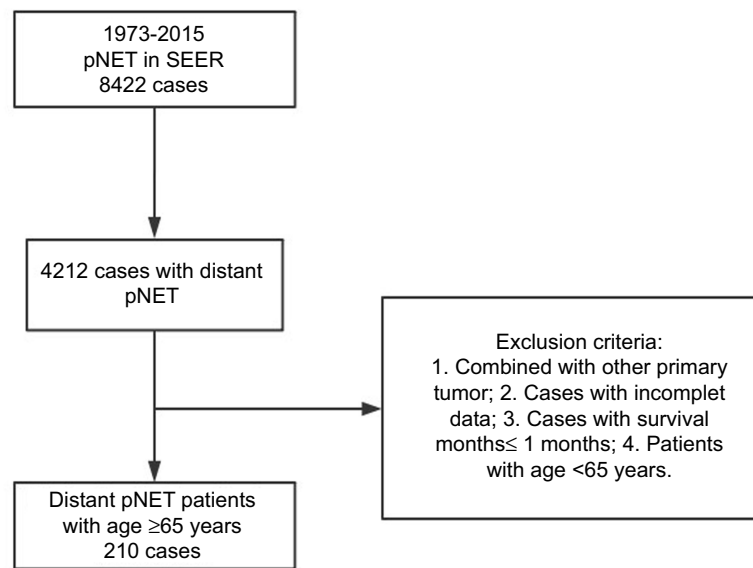 1973-2015
pNET in SEER
8422 cases
4212 cases with distant
pNET
Exclusion criteria:
1. Combined with other primary
tumor; 2. Cases with incomplet
data; 3. Cases with survival
months≤ 1 months; 4. Patients
with age <65 years.
Distant pNET patients
with age ≥65 years
210 cases